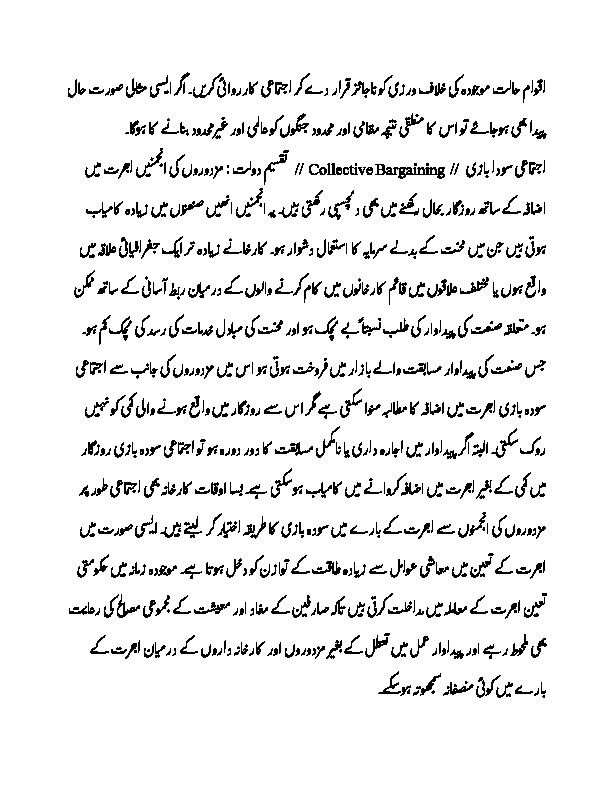 اقوام حالت موجودہ کی خلاف ورزی کو ناجائز قرار دے کر اجتماعی کارروائی کریں۔ اگر ایسی مثالی صورت حال
پیدا بھی ہوجائے تو اس کا منطقی نتیجہ مقامی اور محدود جنگوں کو عالمی اور غیر محدود بنانے کا ہوگا۔
اجتماعی سودا بازی // Collective Bargaining // تقسیم دولت : مزدوروں کی انجمنیں اجرت میں
اضافہ کے ساتھ روزگار بحال رکھنے میں بھی دلچسپی رکھتی ہیں۔ یہ انجمنیں انھیں صنعتوں میں زیادہ کامیاب
ہوتی ہیں جن میں محنت کے بدلے سرمایہ کا استعمال دشوار ہو۔ کارخانے زیادہ تر ایک جغرافیائی علاقہ میں
واقع ہوں یا مختلف علاقوں میں قائم کارخانوں میں کام کرنے والوں کے درمیان ربط آسانی کے ساتھ ممکن
ہو۔ متعلقہ صنعت کی پیداوار کی طلب نسبتاً بے لچک ہو اور محنت کی مبادل خدمات کی رسد کی لچک کم ہو۔
جس صنعت کی پیداوار مسابقت والے بازار میں فروخت ہوتی ہو اس میں مزدوروں کی جانب سے اجتماعی
سودہ بازی اجرت میں اضافہ کا مطالبہ منوا سکتی ہے مگر اس سے روزگار میں واقع ہونے والی کمی کو نہیں
روک سکتی۔ البتہ اگر پیداوار میں اجارہ داری یا نامکمل مسابقت کا دور دورہ ہو تو اجتماعی سودہ بازی روزگار
میں کمی کے بغیر اجرت میں اضافہ کروانے میں کامیاب ہوسکتی ہے۔ بسا اوقات کارخانہ بھی اجتماعی طور پر
مزدوروں کی انجمنوں سے اجرت کے بارے میں سودہ بازی کا طریقہ اختیار کر لیتے ہیں۔ ایسی صورت میں
اجرت کے تعین میں معاشی عوامل سے زیادہ طاقت کے توازن کو دخل ہوتا ہے۔ موجودہ زمانہ میں حکومتی
تعین اجرت کے معاملہ میں مداخلت کرتی ہیں تاکہ صارفین کے مفاد اور معیشت کے مجموعی مصالح کی رعایت
بھی ملحوظ رہے اور پیداوار عمل میں تعطل کے بغیر مزدوروں اور کارخانہ داروں کے درمیان اجرت کے
بارے میں کوئی منصفانہ سمجھوتہ ہوسکے۔